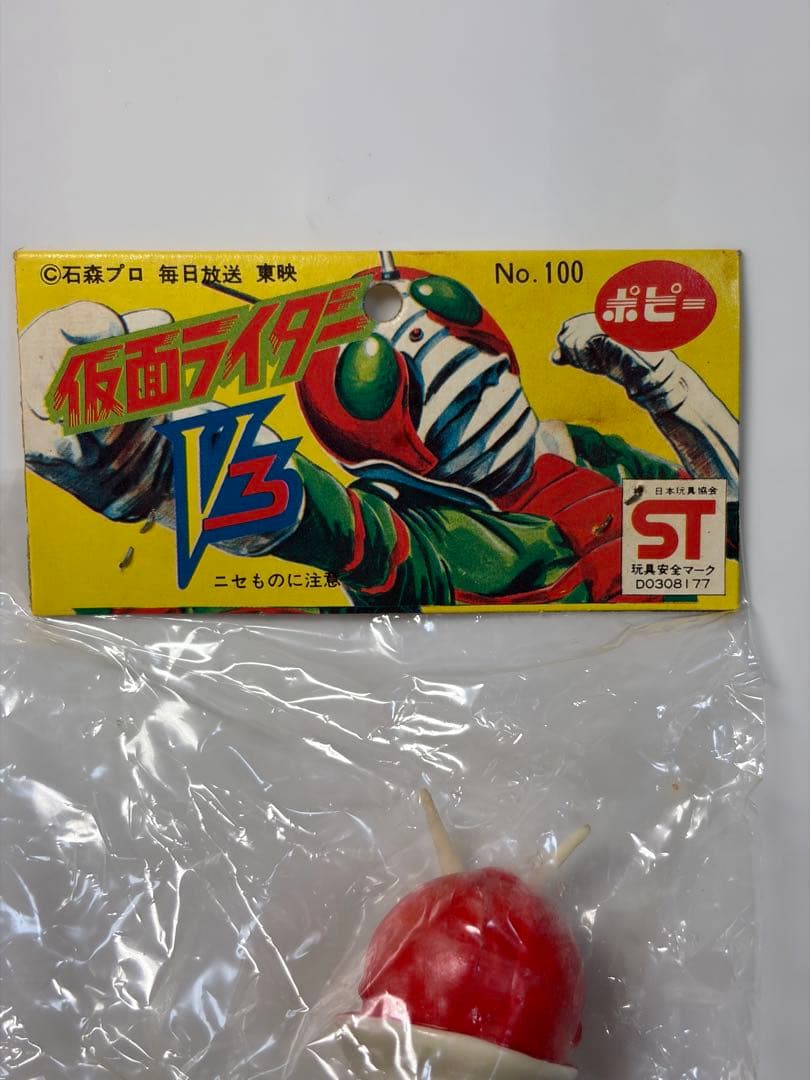 ©石森プロ 毎日放送 東映
No. 100
ポピー
仮面ライダー
V3
ニセものに注意
日本玩具協会
ST
玩具安全マーク
D0308177